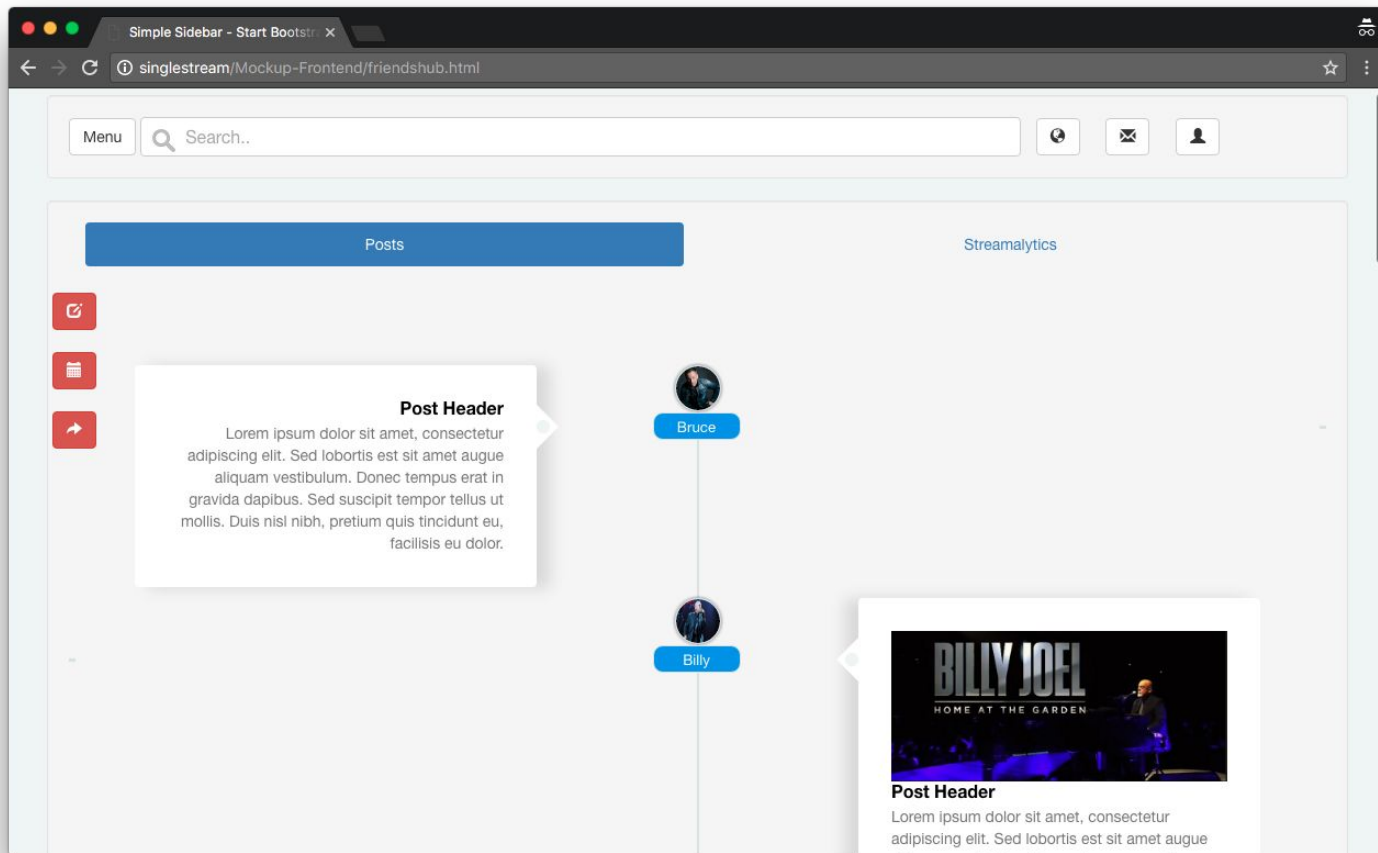 Simple Sidebar - Start Bootstr
singlestream/Mockup-Frontend/friendshub.html
Menu
Search..
Posts
Streamalytics
Bruce
Post Header
Lorem ipsum dolor sit amet, consectetur
adipiscing elit. Sed lobortis est sit amet augue
aliquam vestibulum. Donec tempus erat in
gravida dapibus. Sed suscipit tempor tellus ut
mollis. Duis nisl nibh, pretium quis tincidunt eu,
facilisis eu dolor.
Billy
BILLY JOEL
HOME AT THE GARDEN
Post Header
Lorem ipsum dolor sit amet, consectetur
adipiscing elit. Sed lobortis est sit amet augue